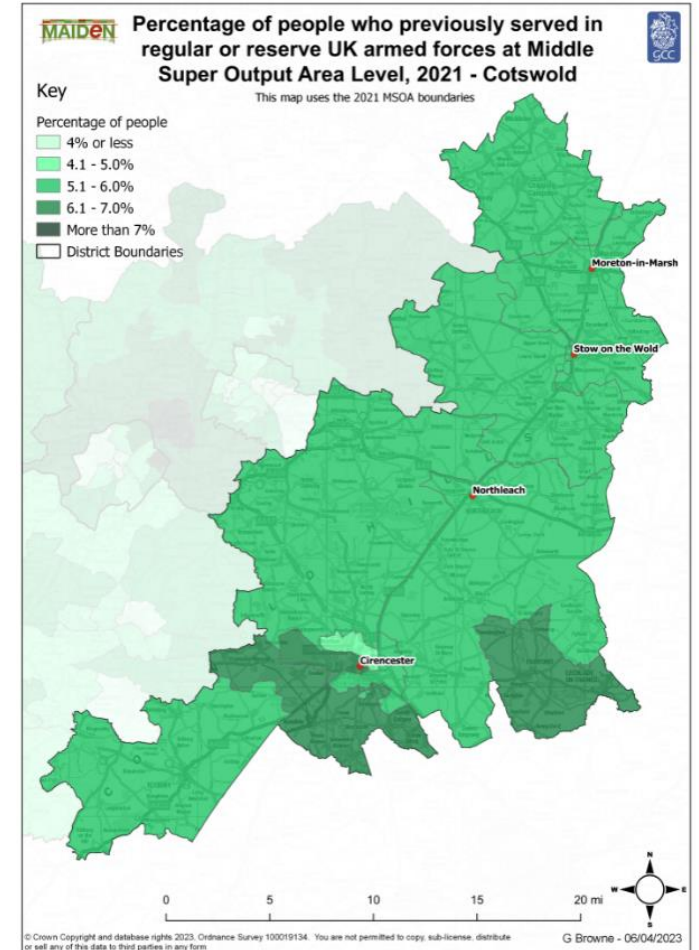 MAIDEN
Percentage of people who previously served in
regular or reserve UK armed forces at Middle
Super Output Area Level, 2021 - Cotswold
This map uses the 2021 MSOA boundaries
GCC
Key
Percentage of people
4% or less
4.1 - 5.0%
5.1 - 6.0%
6.1 - 7.0%
More than 7%
District Boundaries
Moreton-in-Marsh
Stow on the Wold
Northleach
Cirencester
N
W
E
S
0 5 10 15 20 mi
© Crown Copyright and database rights 2023. Ordnance Survey 100019134. You are not permitted to copy, sub-license, distribute
or sell any of this data to third parties in any form
G Browne - 06/04/2023